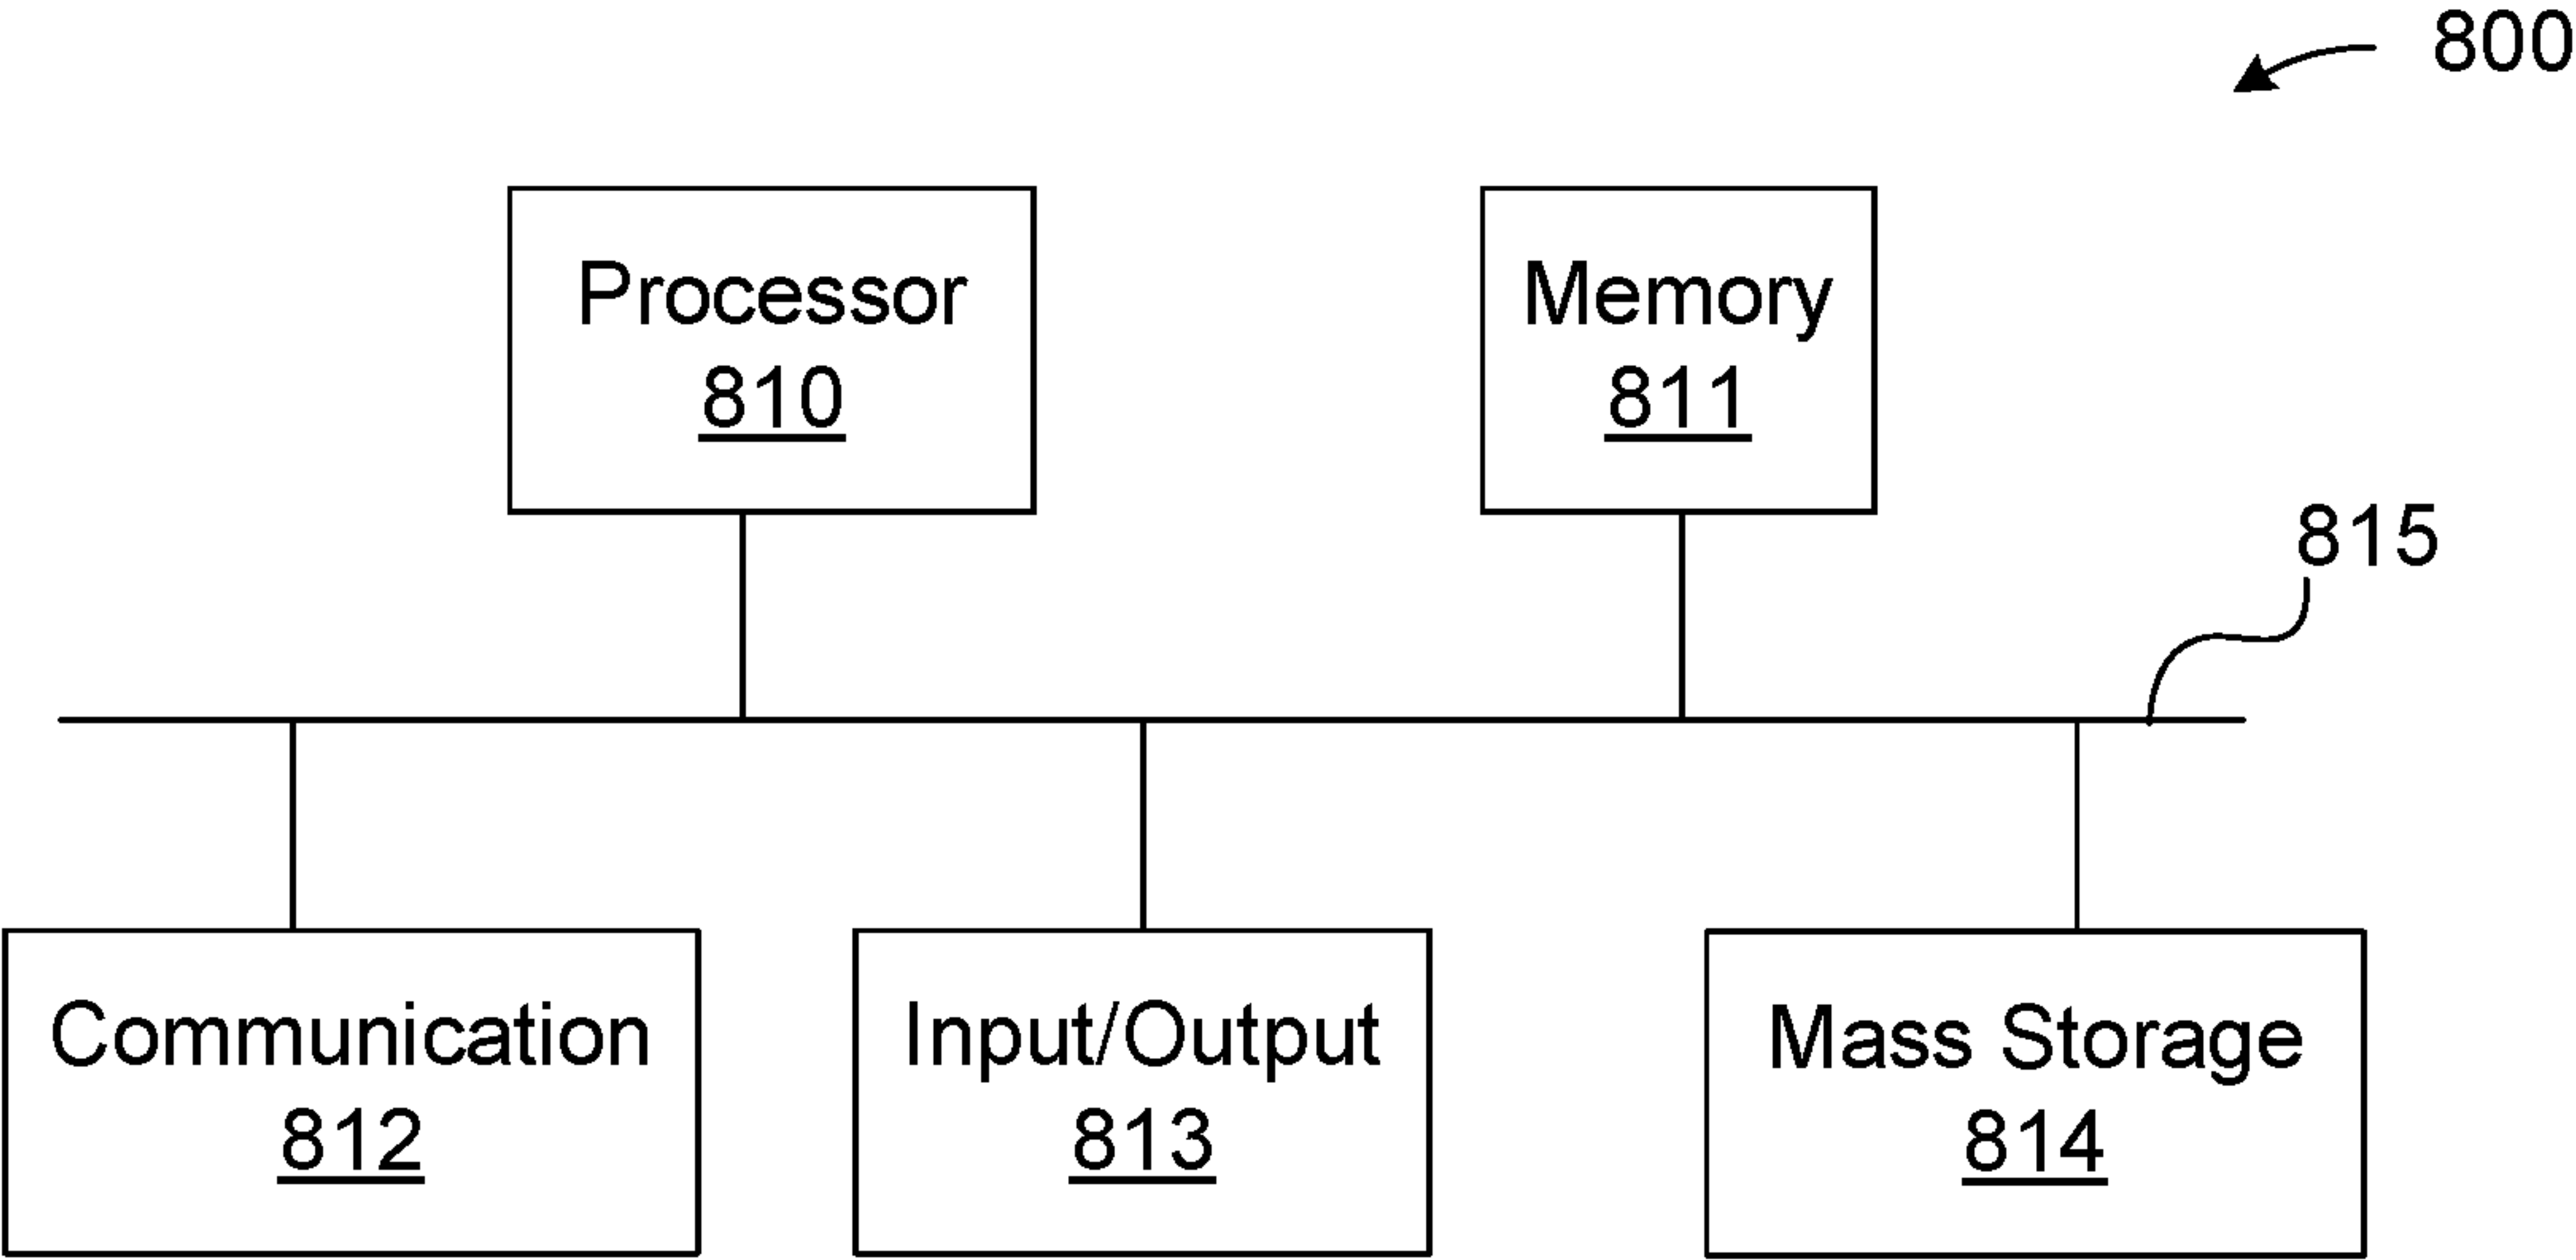 800
Processor
810
Memory
811
815
Communication
812
Input/Output
813
Mass Storage
814